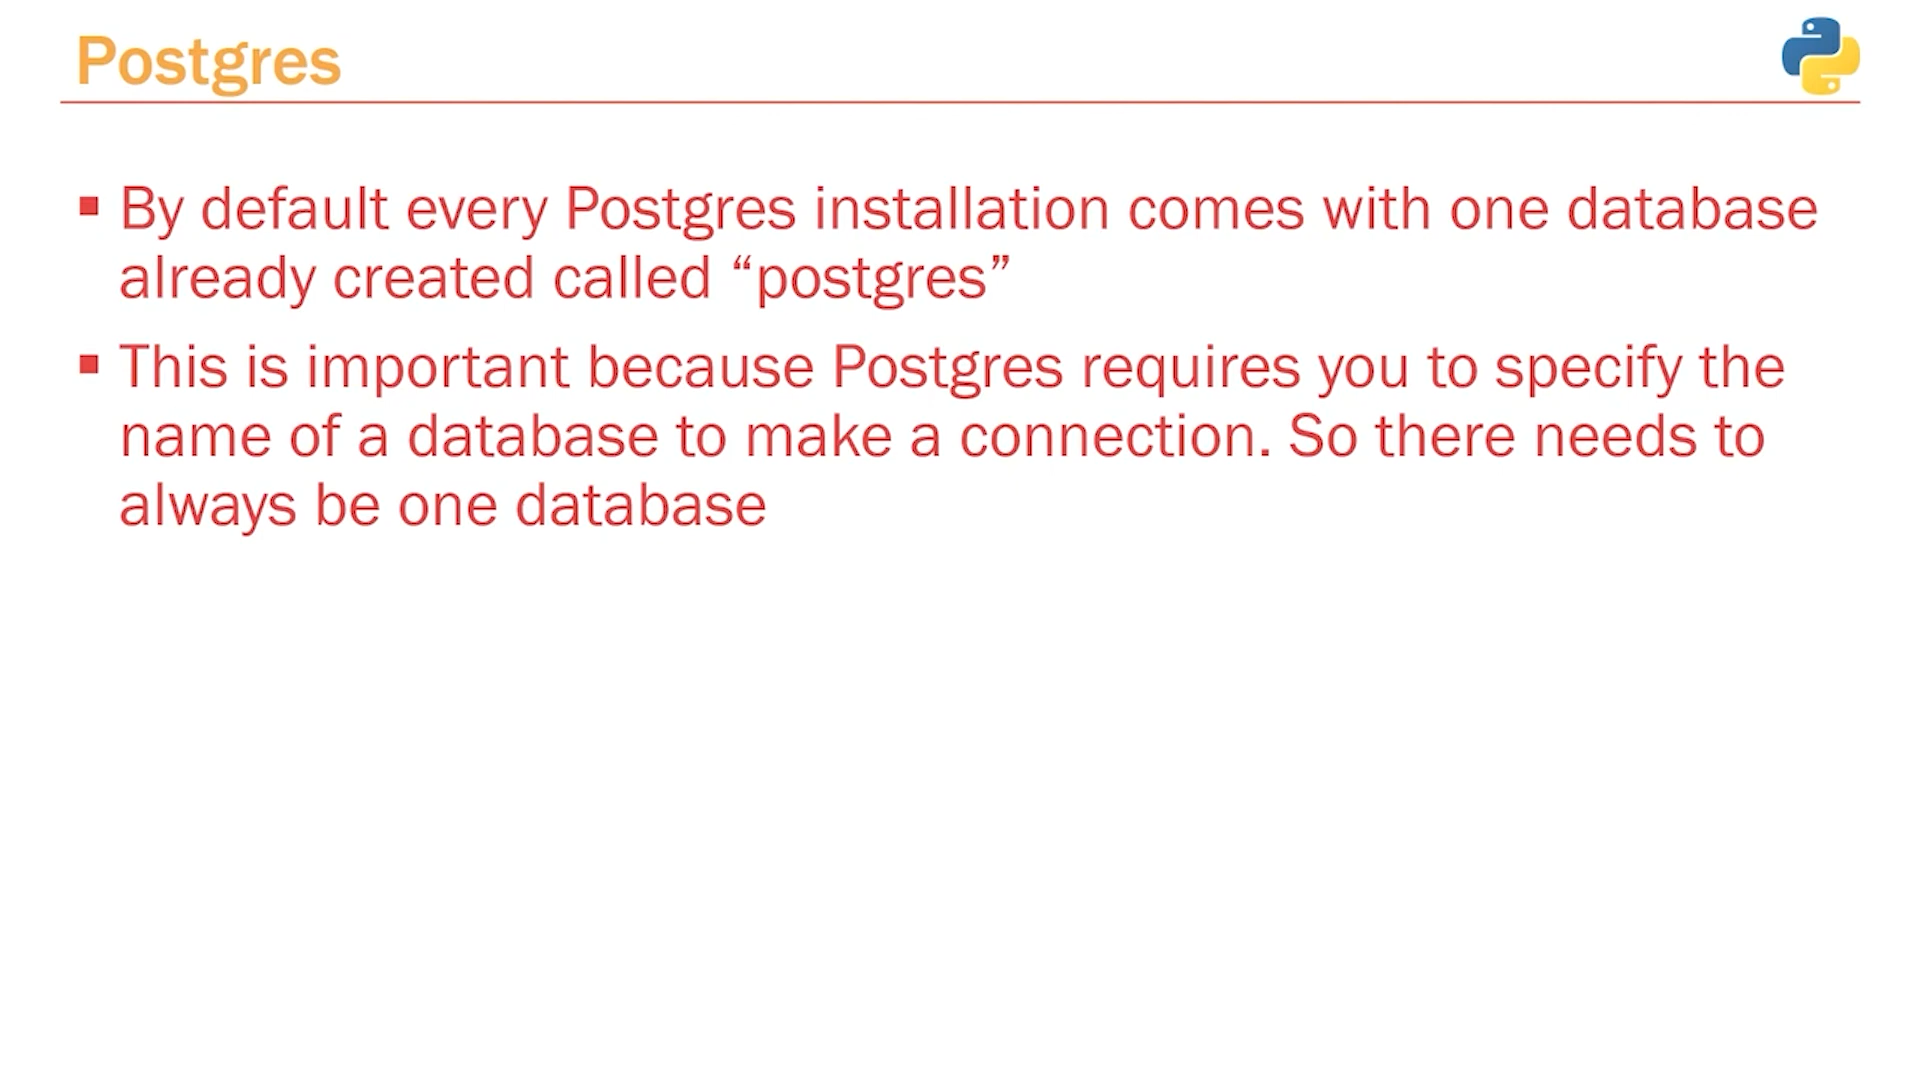 Postgres
▪ By default every Postgres installation comes with one database
already created called “postgres”
▪ This is important because Postgres requires you to specify the
name of a database to make a connection. So there needs to
always be one database